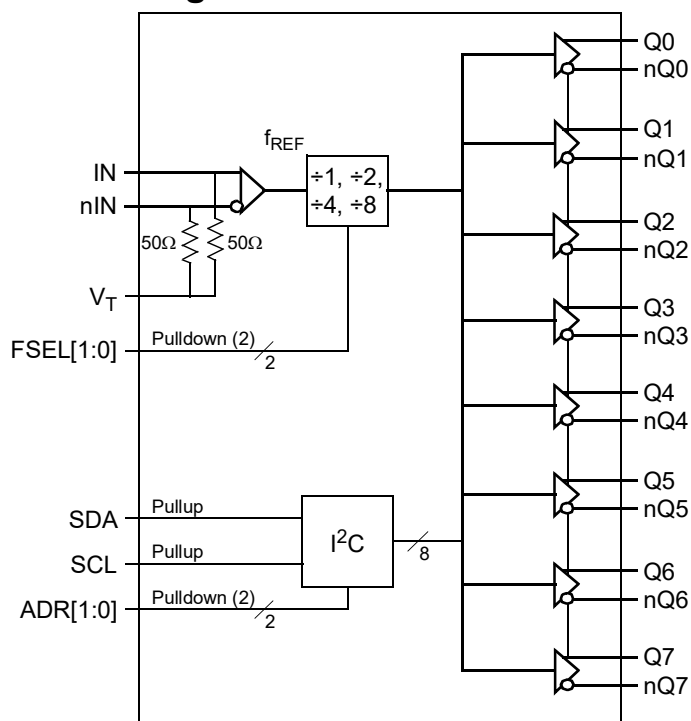 Q0
nQ0
Q1
nQ1
fREF
IN
÷1, ÷2,
nIN
÷4, ÷8
Q2
50Ω
50Ω
nQ2
VT
Q3
FSEL[1:0]
Pulldown (2)
2
nQ3
Q4
nQ4
Q5
SDA
Pullup
nQ5
I²C
8
SCL
Pullup
Q6
ADR[1:0]
Pulldown (2)
2
nQ6
Q7
nQ7